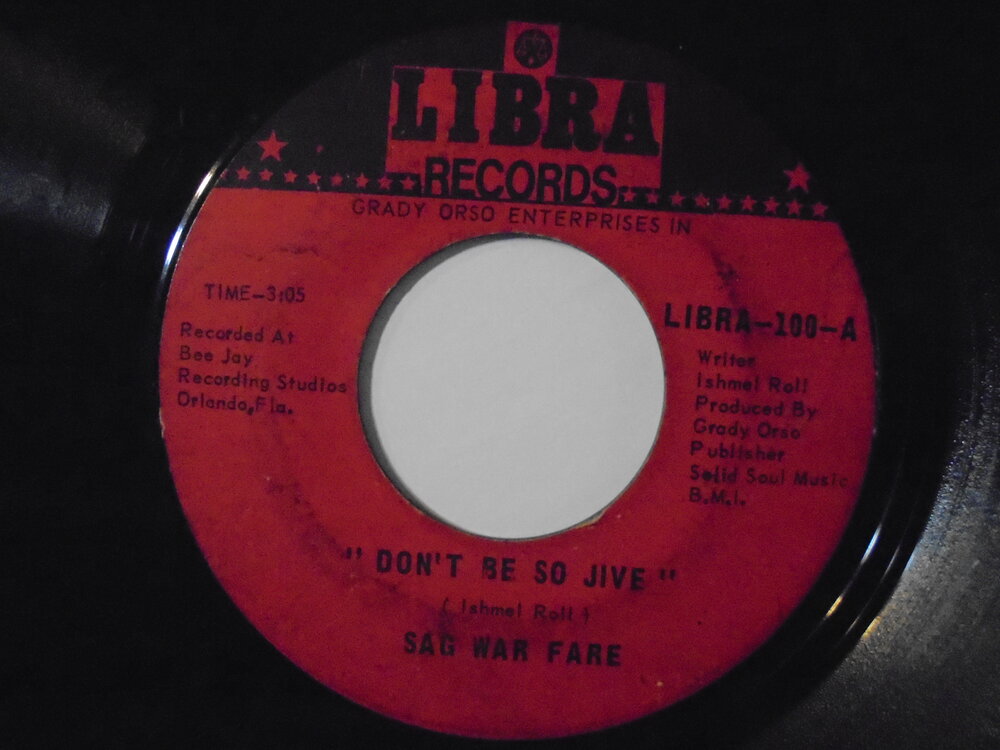 LIBRA
RECORDS
GRADY ORSO ENTERPRISES IN
TIME-3:05
Recorded At
Bee Jay
Recording Studios
Orlando, Fla.
LIBRA-100-A
Writer
Ishmel Roll
Produced By
Grady Orso
Publisher
Solid Soul Music
B.M.I.
" DON'T BE SO JIVE "
( Ishmel Roll )
SAG WAR FARE